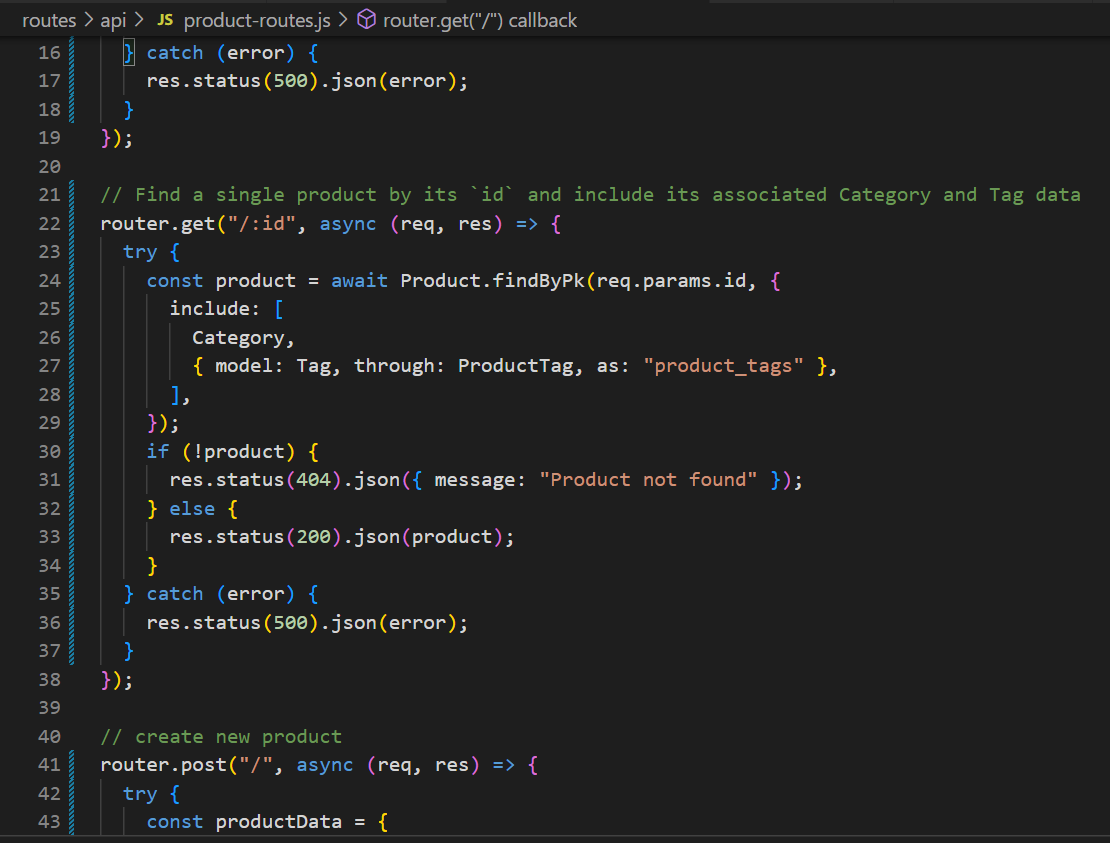 routes > api > JS product-routes.js > router.get("/") callback
16 } catch (error) {
17 res.status(500).json(error);
18 }
19 });
20
21 // Find a single product by its `id` and include its associated Category and Tag data
22 router.get("/:id", async (req, res) => {
23 try {
24 const product = await Product.findByPk(req.params.id, {
25 include: [
26 Category,
27 { model: Tag, through: ProductTag, as: "product_tags" },
28 ],
29 });
30 if (!product) {
31 res.status(404).json({ message: "Product not found" });
32 } else {
33 res.status(200).json(product);
34 }
35 } catch (error) {
36 res.status(500).json(error);
37 }
38 });
39
40 // create new product
41 router.post("/", async (req, res) => {
42 try {
43 const productData = {